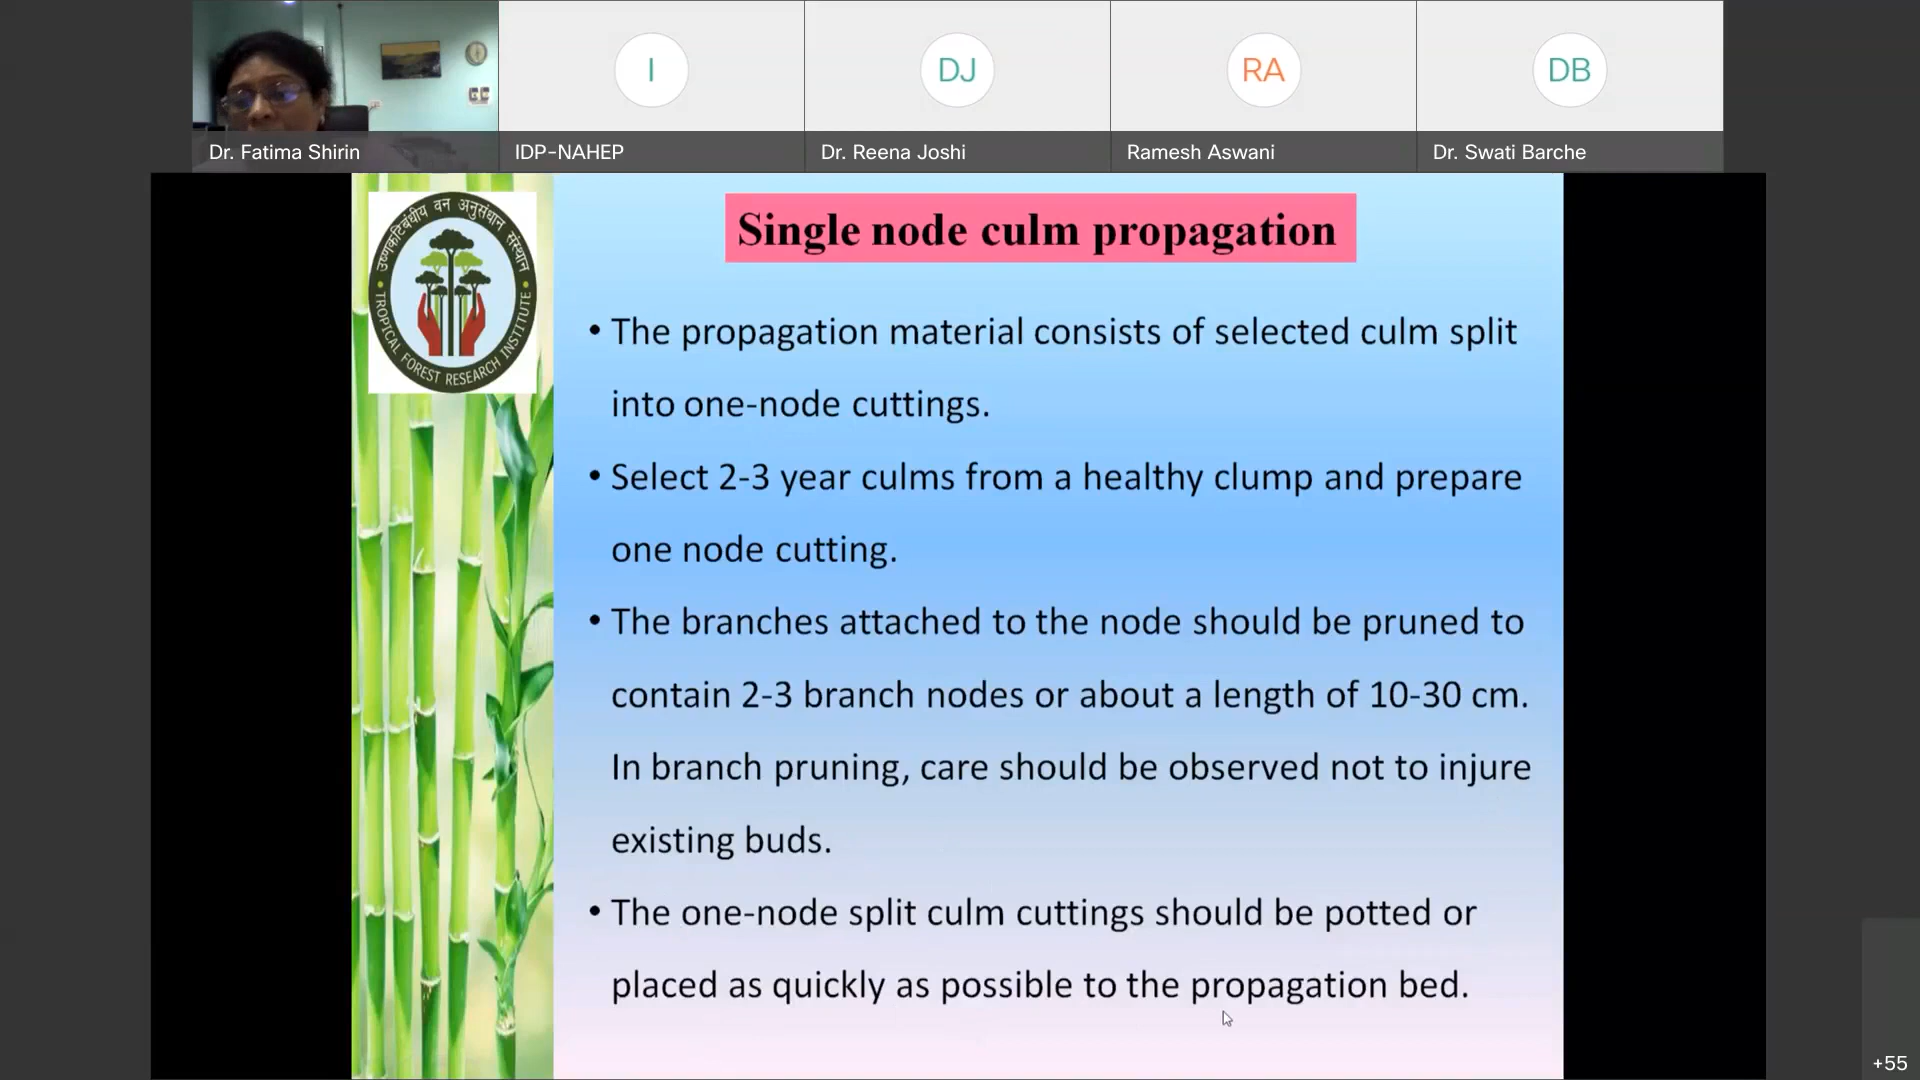 I
DJ
RA
DB
Dr. Fatima Shirin
IDP-NAHEP
Dr. Reena Joshi
Ramesh Aswani
Dr. Swati Barche
उष्णकटिबंधीय वन अनुसंधान संस्थान
TROPICAL FOREST RESEARCH INSTITUTE
Single node culm propagation
• The propagation material consists of selected culm split
into one-node cuttings.
• Select 2-3 year culms from a healthy clump and prepare
one node cutting.
• The branches attached to the node should be pruned to
contain 2-3 branch nodes or about a length of 10-30 cm.
In branch pruning, care should be observed not to injure
existing buds.
• The one-node split culm cuttings should be potted or
placed as quickly as possible to the propagation bed.
+55